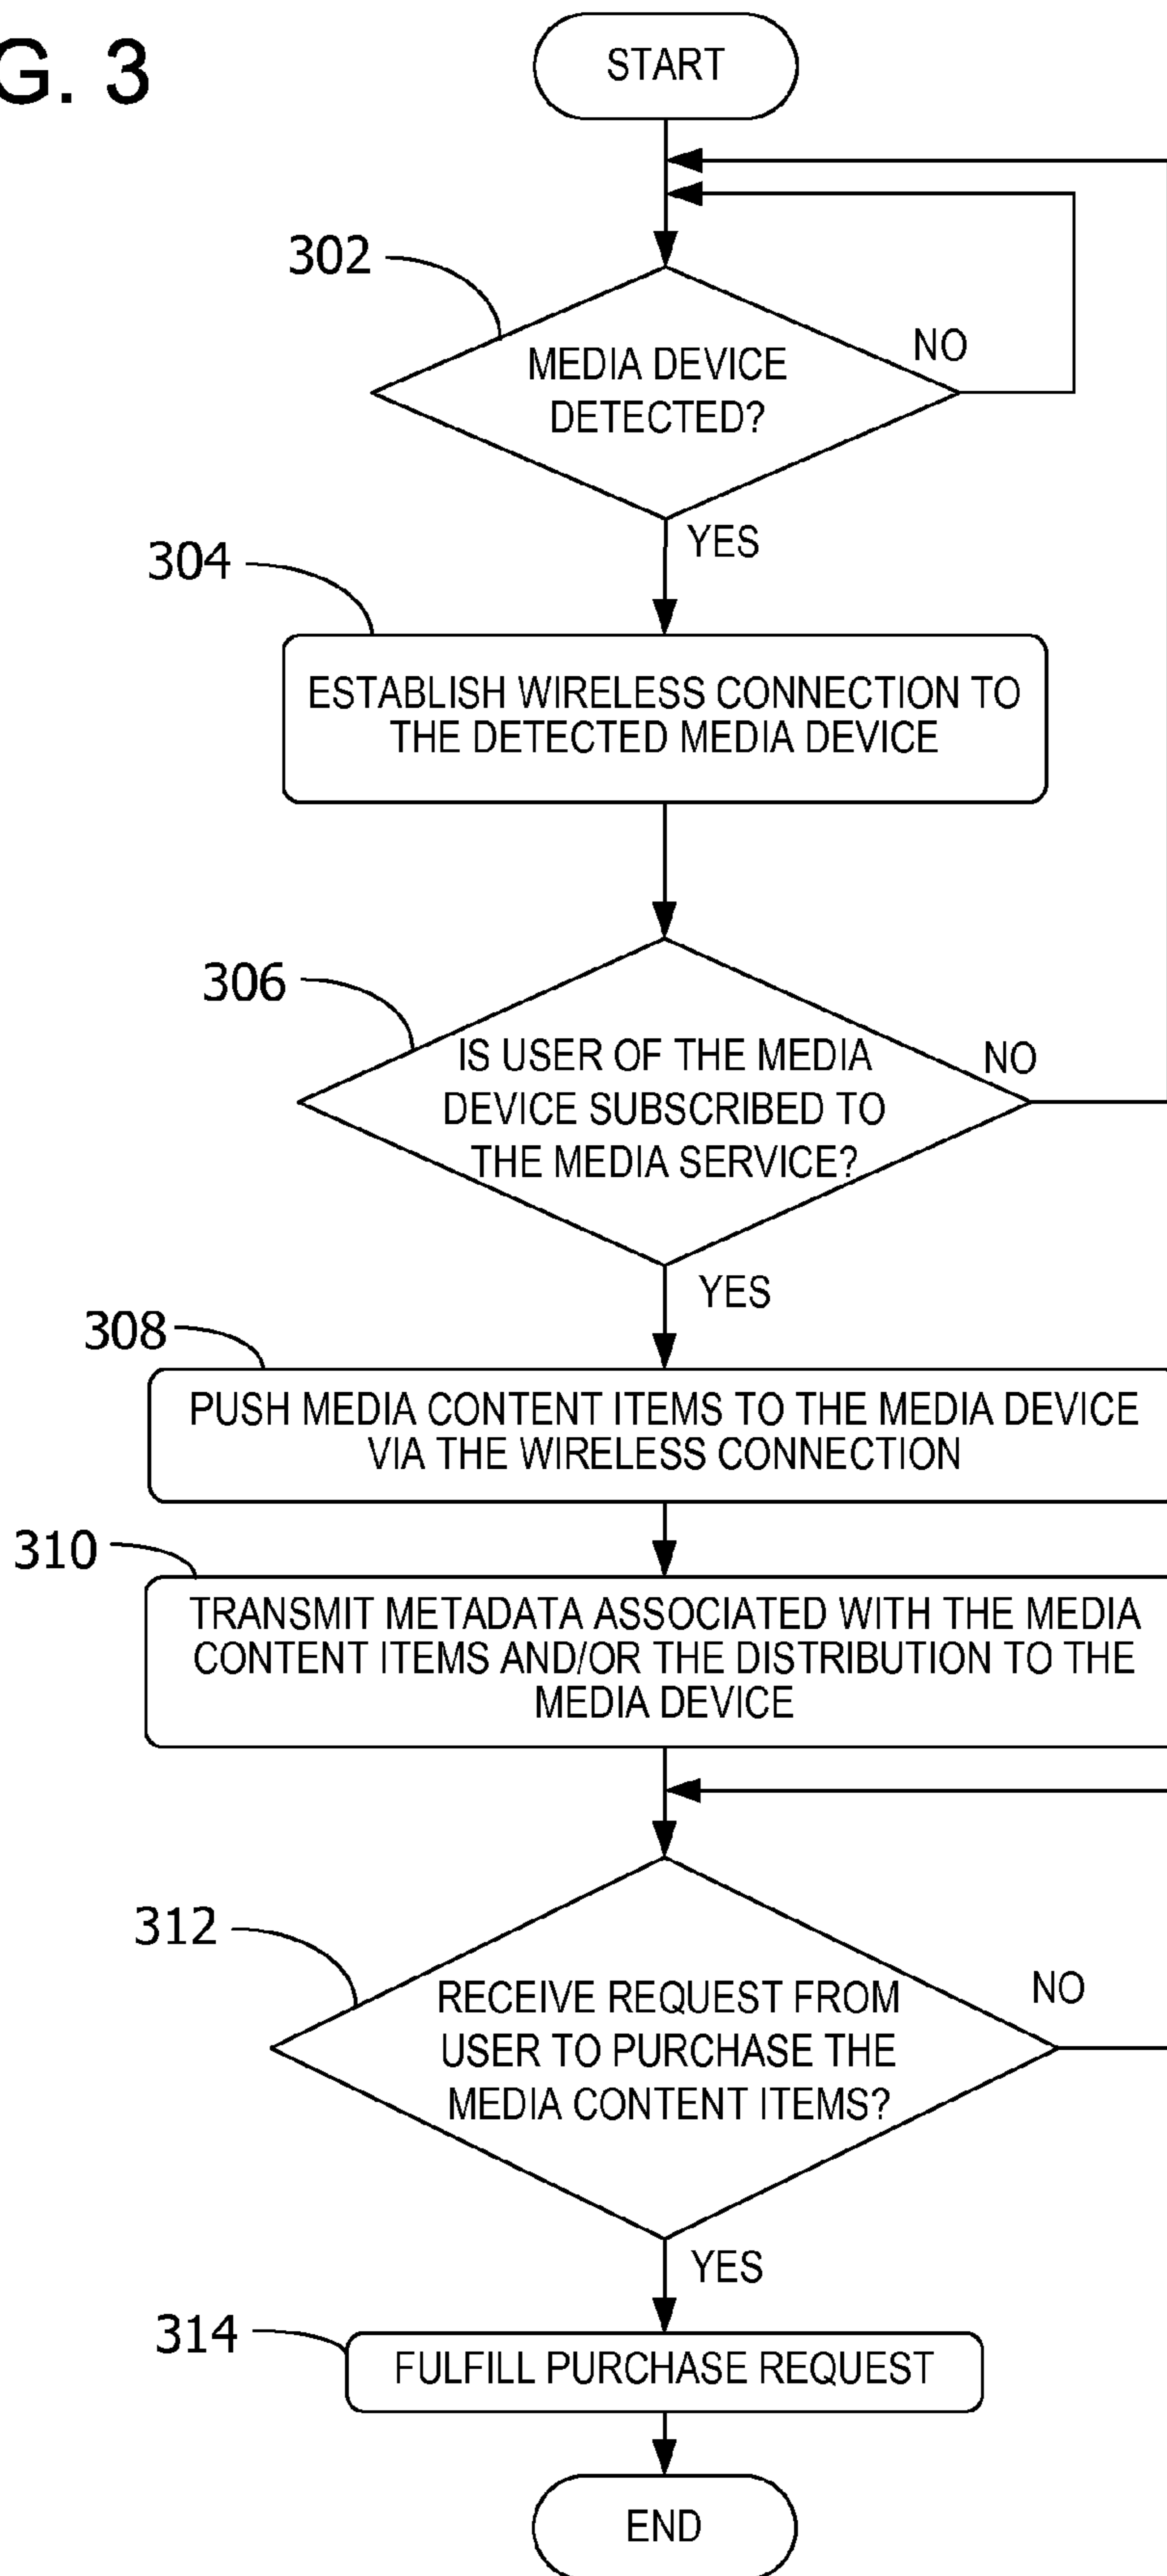 G. 3
START
302
MEDIA DEVICE
DETECTED?
NO
YES
304
ESTABLISH WIRELESS CONNECTION TO
THE DETECTED MEDIA DEVICE
306
IS USER OF THE MEDIA
DEVICE SUBSCRIBED TO
THE MEDIA SERVICE?
NO
YES
308
PUSH MEDIA CONTENT ITEMS TO THE MEDIA DEVICE
VIA THE WIRELESS CONNECTION
310
TRANSMIT METADATA ASSOCIATED WITH THE MEDIA
CONTENT ITEMS AND/OR THE DISTRIBUTION TO THE
MEDIA DEVICE
312
RECEIVE REQUEST FROM
USER TO PURCHASE THE
MEDIA CONTENT ITEMS?
NO
YES
314
FULFILL PURCHASE REQUEST
END